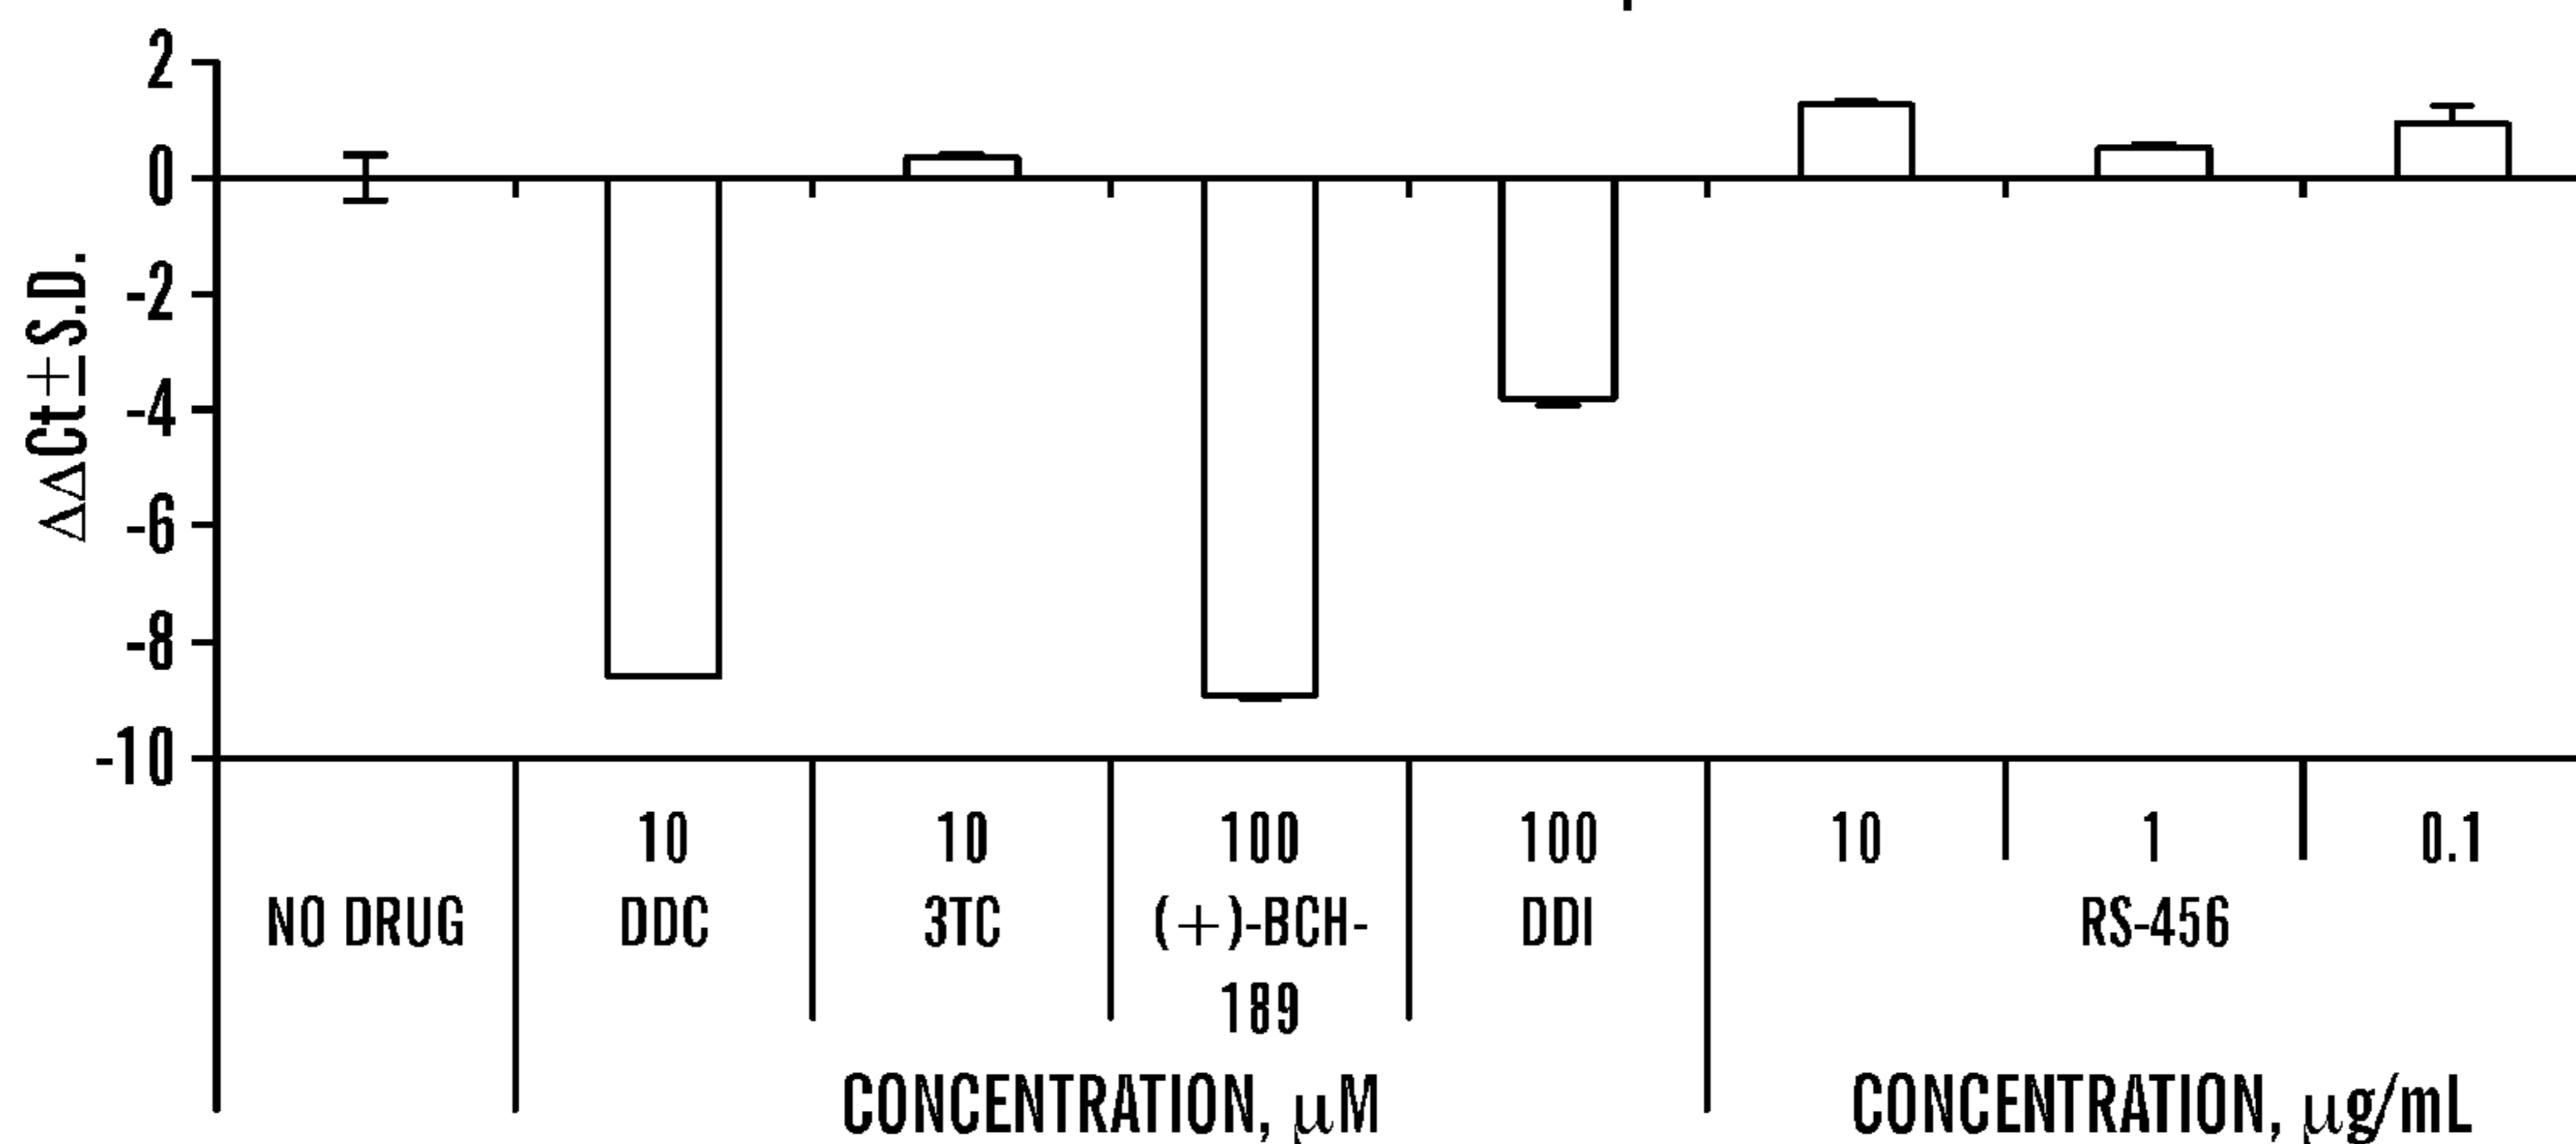 2
0
-2
-4
-6
-8
-10
ΔΔCt±S.D.
10 10 100 100 10 1 0.1
NO DRUG DDC 3TC (+)-BCH- DDI RS-456
189
CONCENTRATION, μM CONCENTRATION, μg/mL